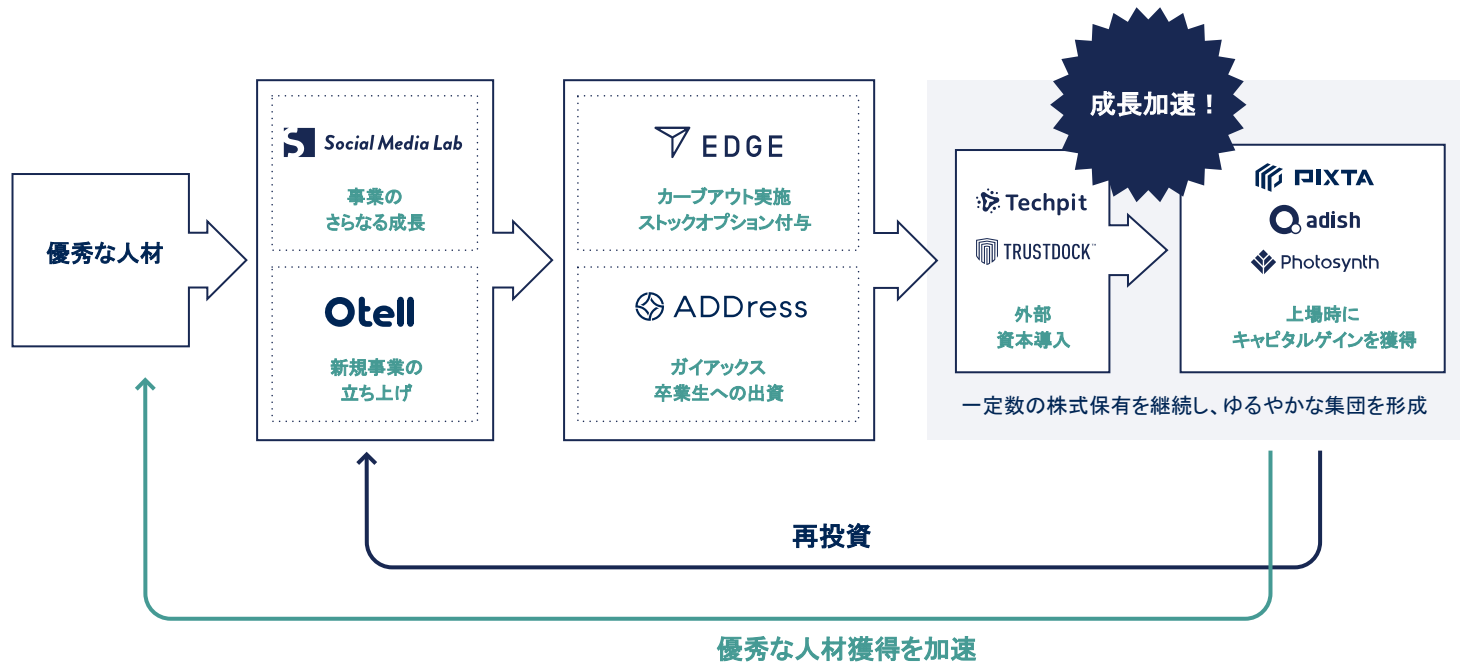 優秀な人材
Social Media Lab
事業の
さらなる成長
Otell
新規事業の
立ち上げ
EDGE
カーブアウト実施
ストックオプション付与
ADDress
ガイアックス
卒業生への出資
成長加速！
Techpit
TRUSTDOCK™
外部
資本導入
PIXTA
adish
Photosynth
上場時に
キャピタルゲインを獲得
一定数の株式保有を継続し、ゆるやかな集団を形成
再投資
優秀な人材獲得を加速